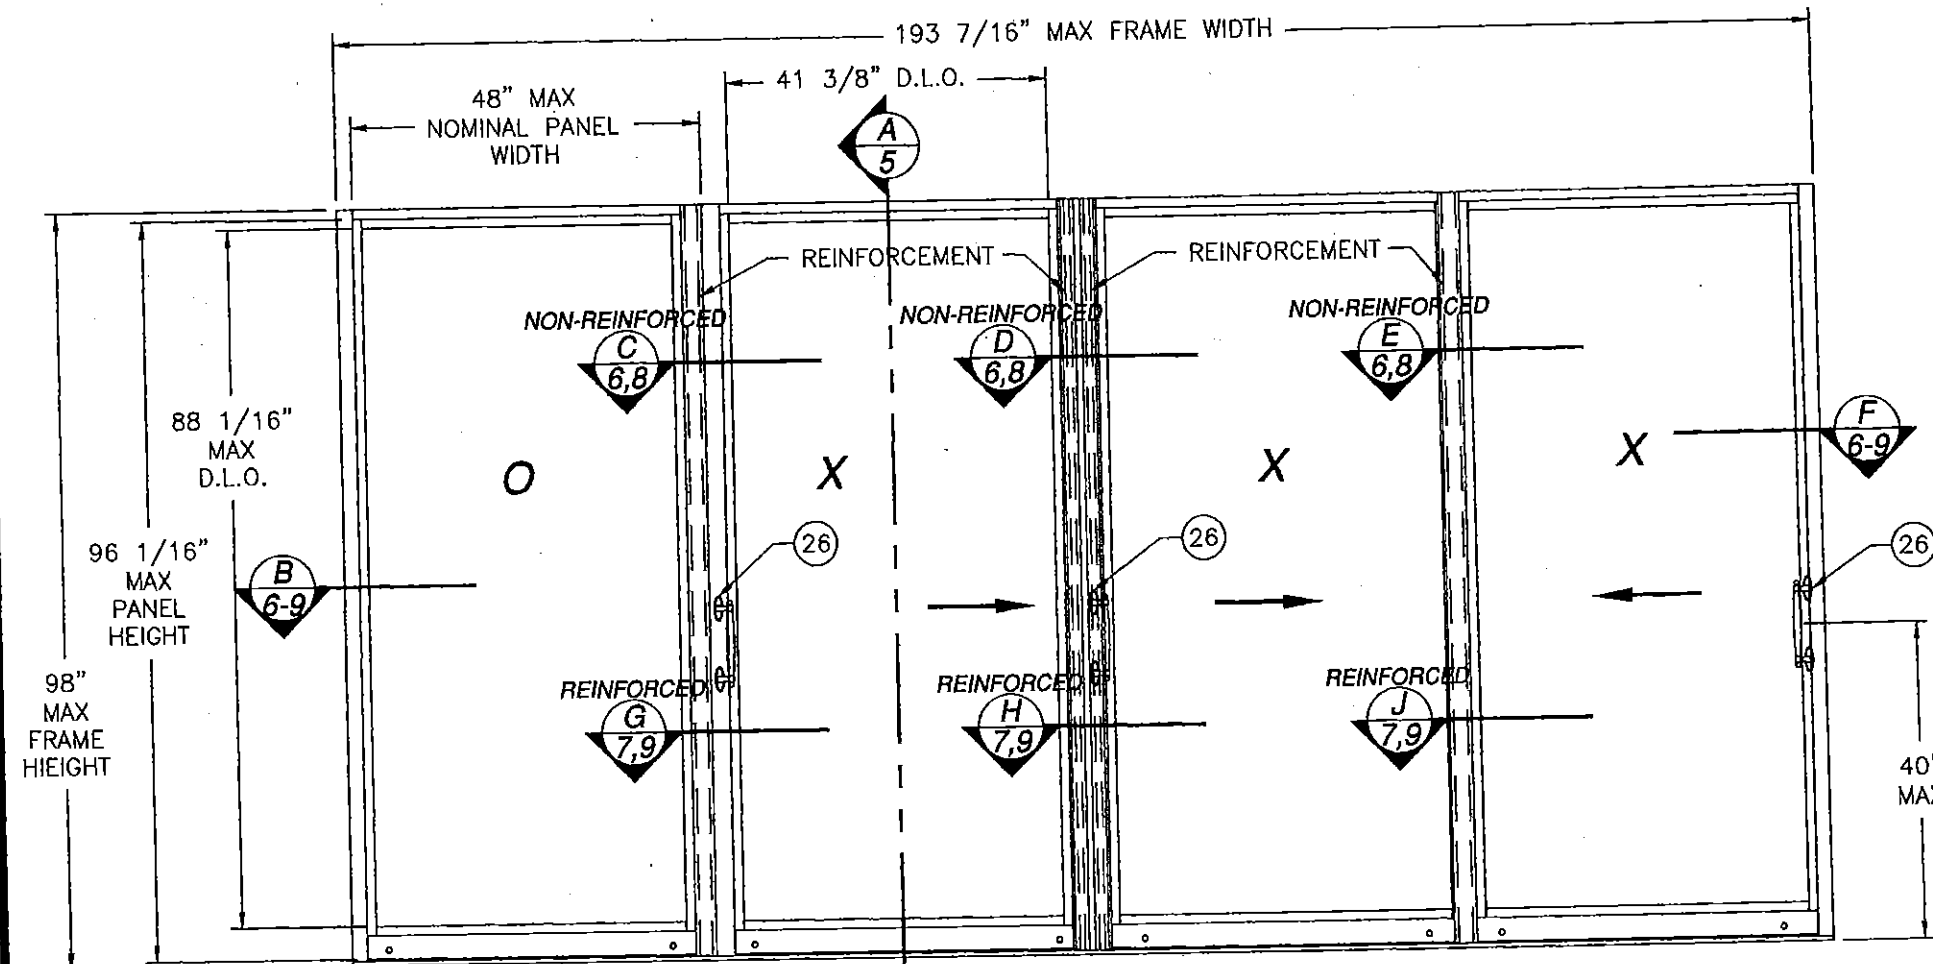 193 7/16" MAX FRAME WIDTH
41 3/8" D.L.O.
48" MAX
NOMINAL PANEL
WIDTH
A
5
REINFORCEMENT
REINFORCEMENT
NON-REINFORCED
C
6,8
NON-REINFORCED
D
6,8
NON-REINFORCED
E
6,8
88 1/16"
MAX
D.L.O.
F
6-9
O
X
X
X
26
26
26
96 1/16"
MAX
PANEL
HEIGHT
B
6-9
98"
MAX
FRAME
HIEIGHT
REINFORCED
G
7,9
REINFORCED
H
7,9
REINFORCED
J
7,9
40"
MAX